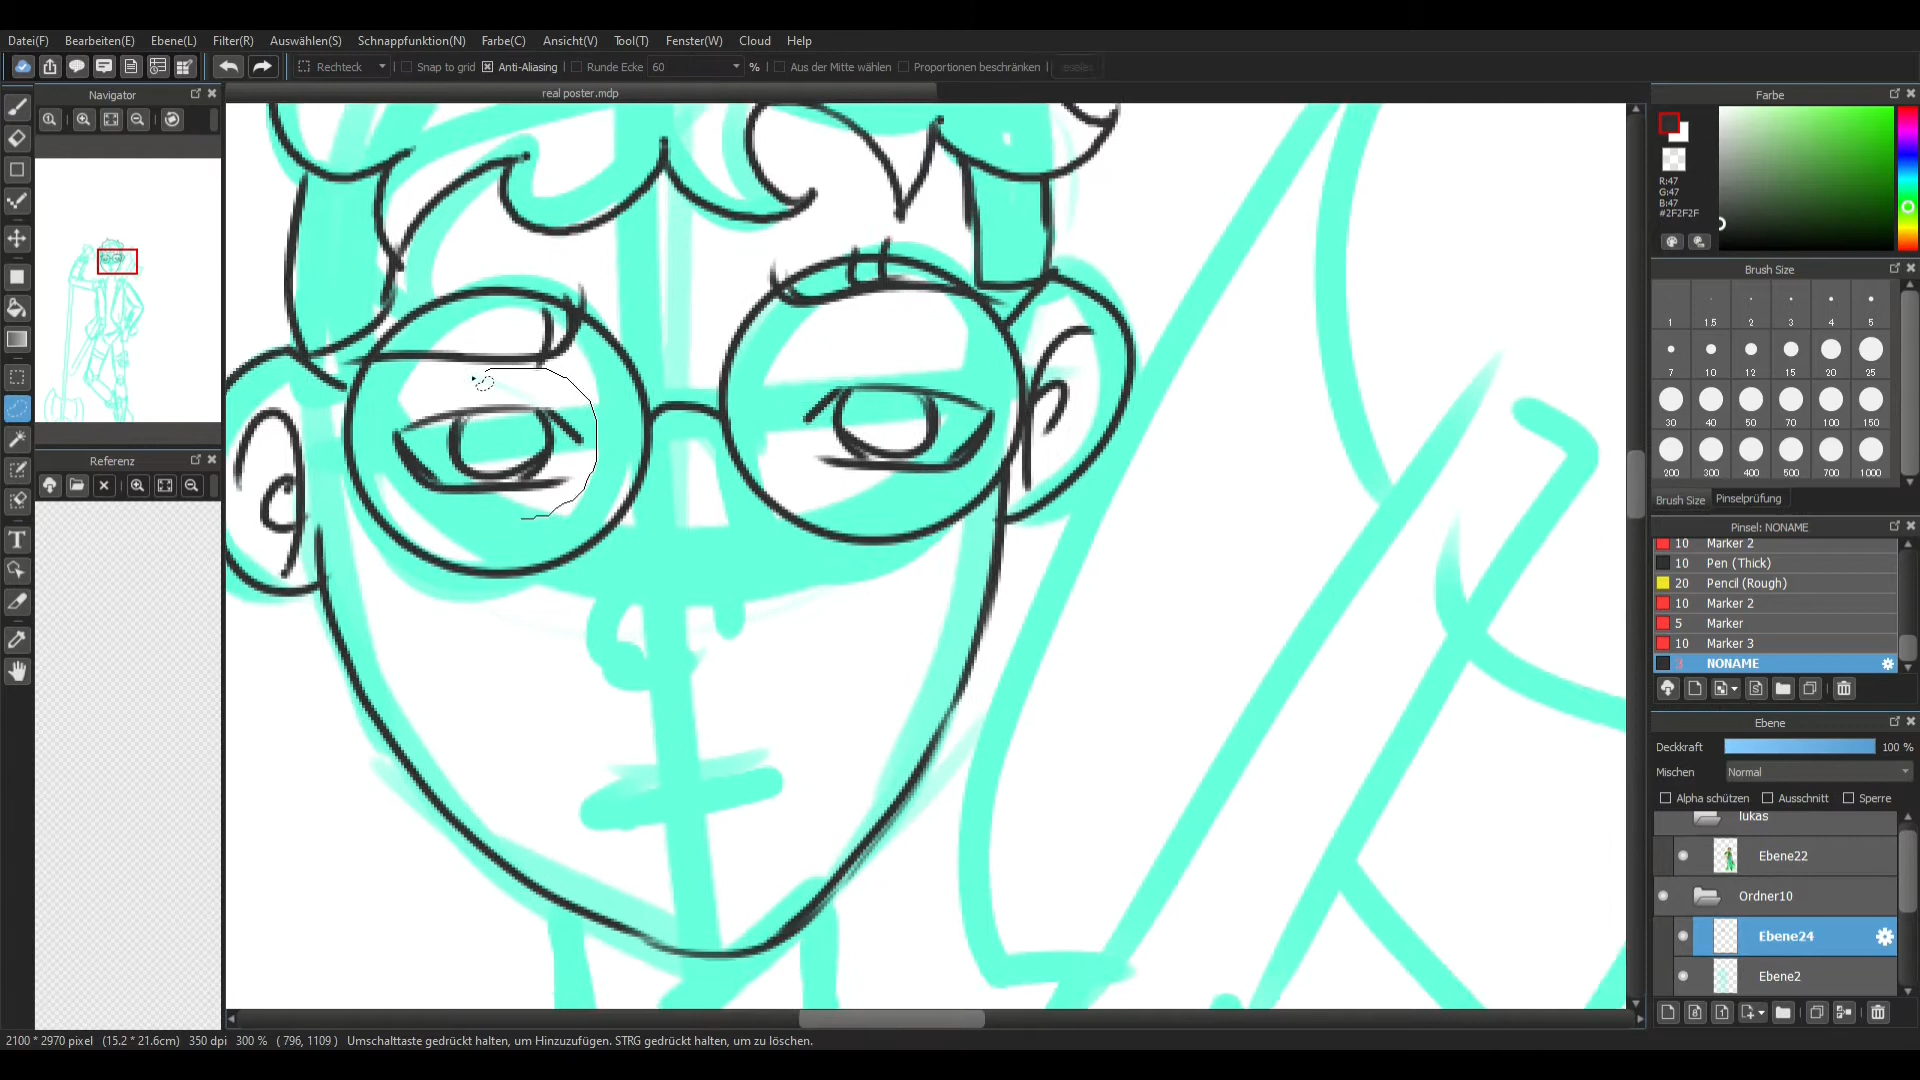 Datei(F) Bearbeiten(E) Ebene(L) Filter(R) Auswählen(S) Schnappfunktion(N) Farbe(C) Ansicht(V) Tool(T) Fenster(W) Cloud Help
Rechteck Snap to grid Anti-Aliasing Runde Ecke 60 % Aus der Mitte wählen Proportionen beschränken
Navigator
real poster.mdp
Farbe
R:47
G:47
B:47
#2F2F2F
Brush Size
1 1.5 2 3 4 5
7 10 12 15 20 25
30 40 50 70 100 150
200 300 400 500 700 1000
Brush Size Pinselprüfung
Referenz
Pinsel: NONAME
10 Marker 2
10 Pen (Thick)
20 Pencil (Rough)
10 Marker 2
5 Marker
10 Marker 3
3 NONAME
Ebene
Deckkraft 100 %
Mischen Normal
Alpha schützen Ausschnitt Sperre
lukas
Ebene22
Ordner10
Ebene24
Ebene2
2100 * 2970 pixel (15.2 * 21.6cm) 350 dpi 300 % ( 796, 1109 ) Umschalttaste gedrückt halten, um Hinzuzufügen. STRG gedrückt halten, um zu löschen.